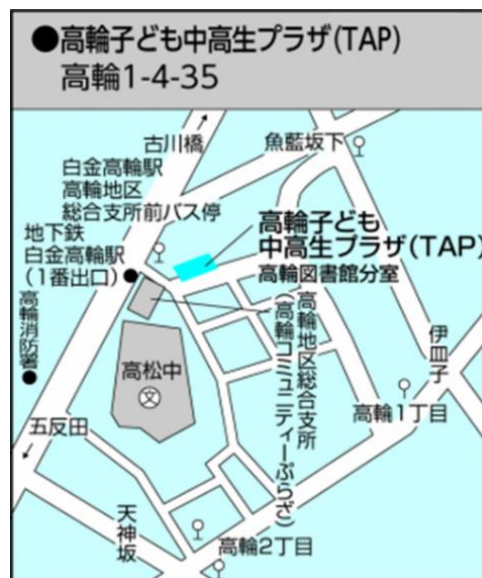 ●高輪子ども中高生プラザ(TAP)
高輪1-4-35
古川橋
魚藍坂下
白金高輪駅
高輪地区
総合支所前バス停
高輪子ども
中高生プラザ(TAP)
高輪図書館分室
地下鉄
白金高輪駅
(1番出口)
高輪消防署
高輪地区総合支所
(高輪コミュニティーぷらざ)
伊皿子
高松中
文
高輪1丁目
五反田
天神坂
高輪2丁目